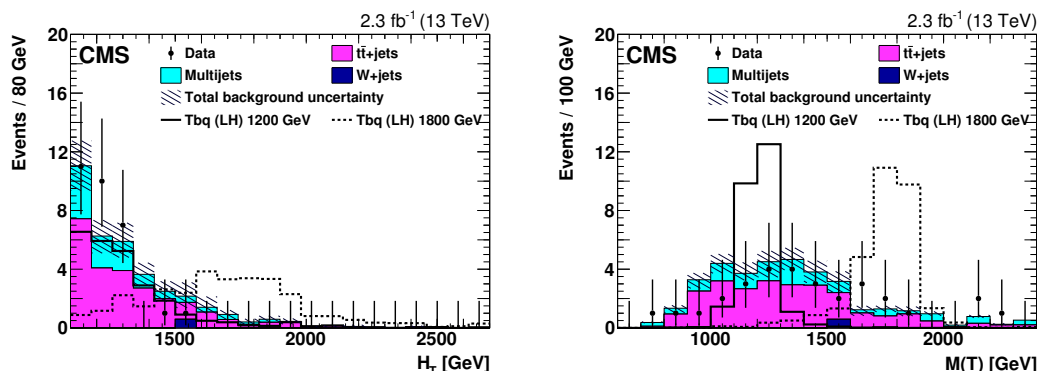 2.3 fb⁻¹ (13 TeV)
CMS
Data
tt̄+jets
Multijets
W+jets
Total background uncertainty
Tbq (LH) 1200 GeV
Tbq (LH) 1800 GeV
Events / 80 GeV
20
16
12
8
4
0
1500 2000 2500
H_T [GeV]
2.3 fb⁻¹ (13 TeV)
CMS
Data
tt̄+jets
Multijets
W+jets
Total background uncertainty
Tbq (LH) 1200 GeV
Tbq (LH) 1800 GeV
Events / 100 GeV
20
16
12
8
4
0
1000 1500 2000
M(T) [GeV]